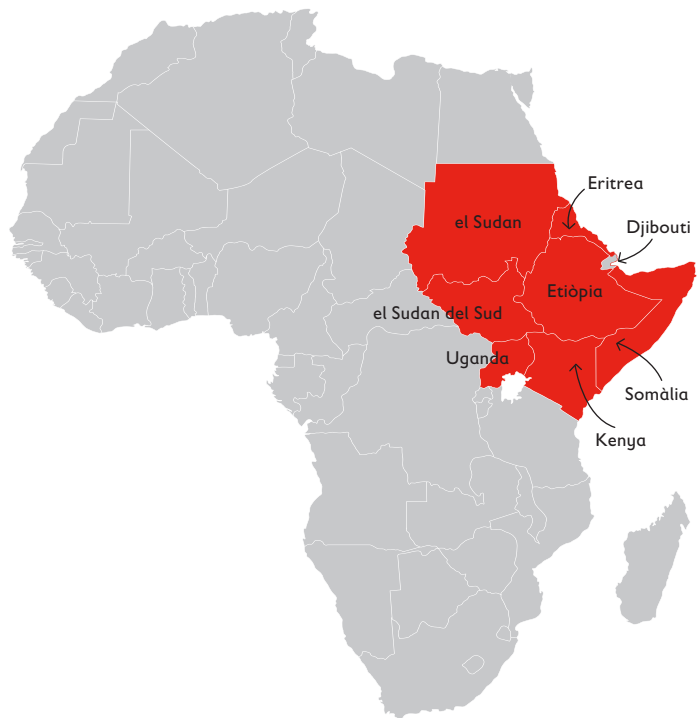 Eritrea
el Sudan
Djibouti
Etiòpia
el Sudan del Sud
Uganda
Somàlia
Kenya